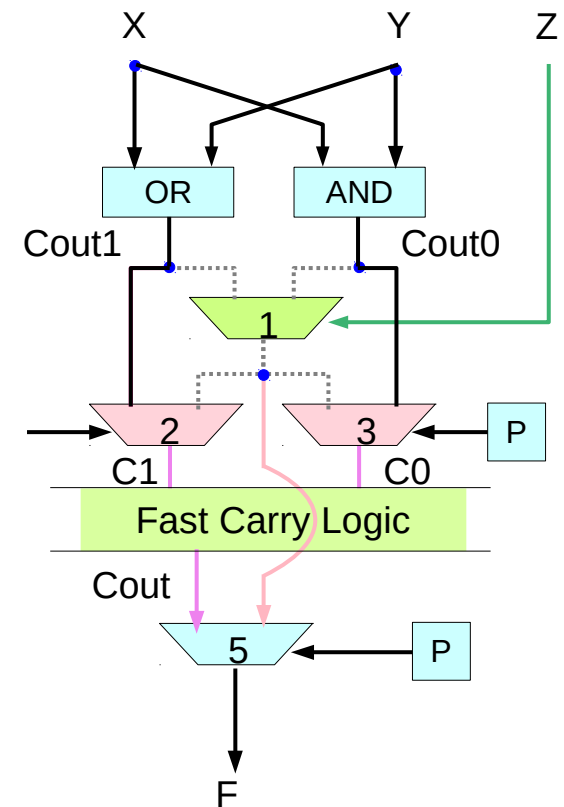 X Y Z
OR AND
Cout1 Cout0
1
2 3 P
C1 C0
Fast Carry Logic
Cout
5 P
F